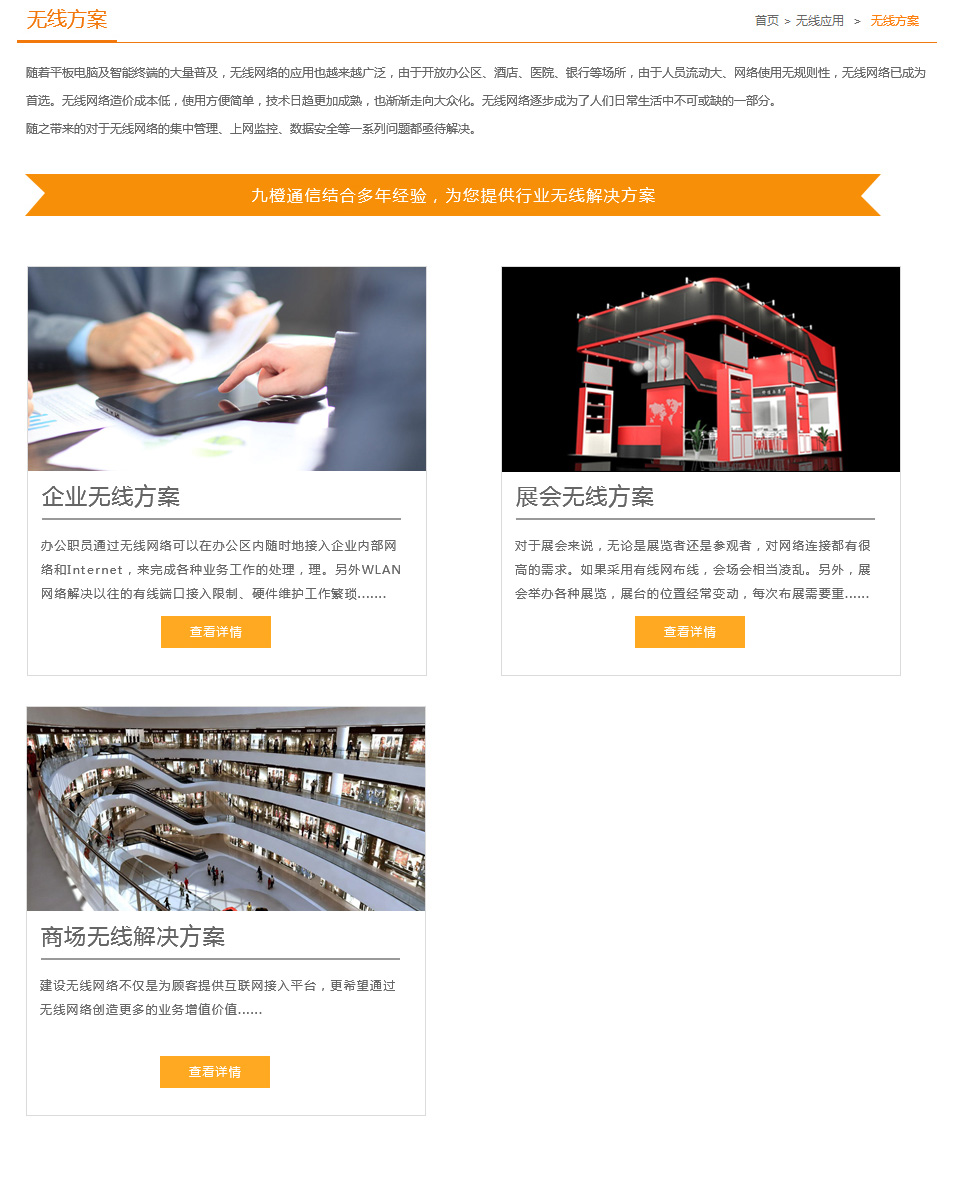 无线方案
首页 > 无线应用 > 无线方案
随着平板电脑及智能终端的大量普及，无线网络的应用也越来越广泛，由于开放办公区、酒店、医院、银行等场所，由于人员流动大、网络使用无规则性，无线网络已成为
首选。无线网络造价成本低，使用方便简单，技术日趋更加成熟，也渐渐走向大众化。无线网络逐步成为了人们日常生活中不可或缺的一部分。
随之带来的对于无线网络的集中管理、上网监控、数据安全等一系列问题都亟待解决。
九橙通信结合多年经验，为您提供行业无线解决方案
企业无线方案
办公职员通过无线网络可以在办公区内随时地接入企业内部网
络和Internet，来完成各种业务工作的处理，理。另外WLAN
网络解决以往的有线端口接入限制、硬件维护工作繁琐.......
查看详情
展会无线方案
对于展会来说，无论是展览者还是参观者，对网络连接都有很
高的需求。如果采用有线网布线，会场会相当凌乱。另外，展
会举办各种展览，展台的位置经常变动，每次布展需要重......
查看详情
商场无线解决方案
建设无线网络不仅是为顾客提供互联网接入平台，更希望通过
无线网络创造更多的业务增值价值......
查看详情